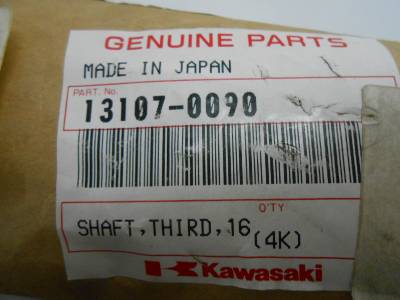 GENUINE PARTS
MADE IN JAPAN
PART. No.
13107-0090
Q'TY
SHAFT,THIRD,16
(4K)
Kawasaki